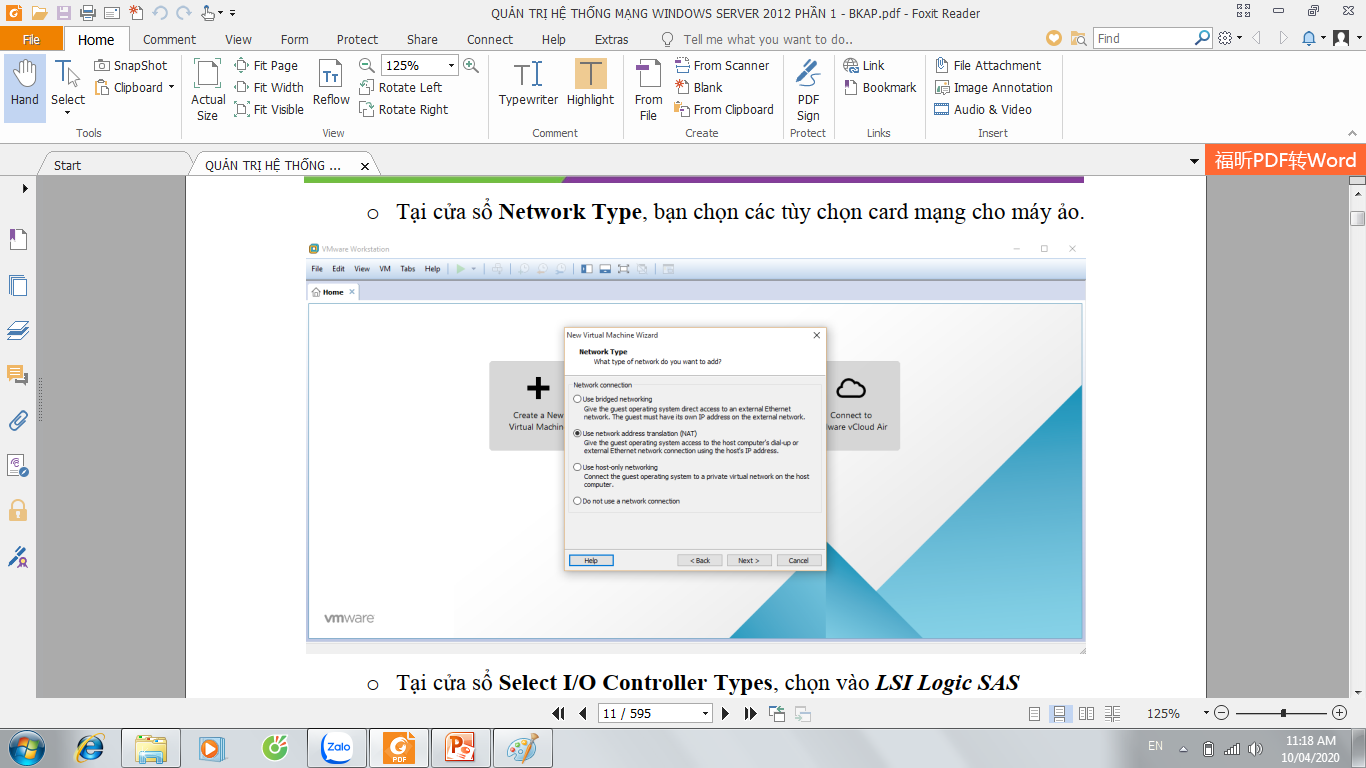 QUẢN TRỊ HỆ THỐNG MẠNG WINDOWS SERVER 2012 PHẦN 1 - BKAP.pdf - Foxit Reader
File Home Comment View Form Protect Share Connect Help Extras Tell me what you want to do.. Find
Hand
Select
SnapShot
Clipboard
Tools
Actual
Size
Fit Page
Fit Width
Fit Visible
Reflow
125%
Rotate Left
Rotate Right
View
Typewriter
Highlight
Comment
From
File
From Scanner
Blank
From Clipboard
Create
PDF
Sign
Protect
Link
Bookmark
Links
File Attachment
Image Annotation
Audio & Video
Insert
Start
QUẢN TRỊ HỆ THỐNG ...
福昕PDF转Word
o Tại cửa sổ Network Type, bạn chọn các tùy chọn card mạng cho máy ảo.
VMware Workstation
File Edit View VM Tabs Help
Home
Create a New
Virtual Machin
Connect to
ware vCloud Air
New Virtual Machine Wizard
Network Type
What type of network do you want to add?
Network connection
Use bridged networking
Give the guest operating system direct access to an external Ethernet
network. The guest must have its own IP address on the external network.
Use network address translation (NAT)
Give the guest operating system access to the host computer's dial-up or
external Ethernet network connection using the host's IP address.
Use host-only networking
Connect the guest operating system to a private virtual network on the host
computer.
Do not use a network connection
Help < Back Next > Cancel
vmware
o Tại cửa sổ Select I/O Controller Types, chọn vào LSI Logic SAS
11 / 595
125%
Zalo
PDF
EN
11:18 AM
10/04/2020